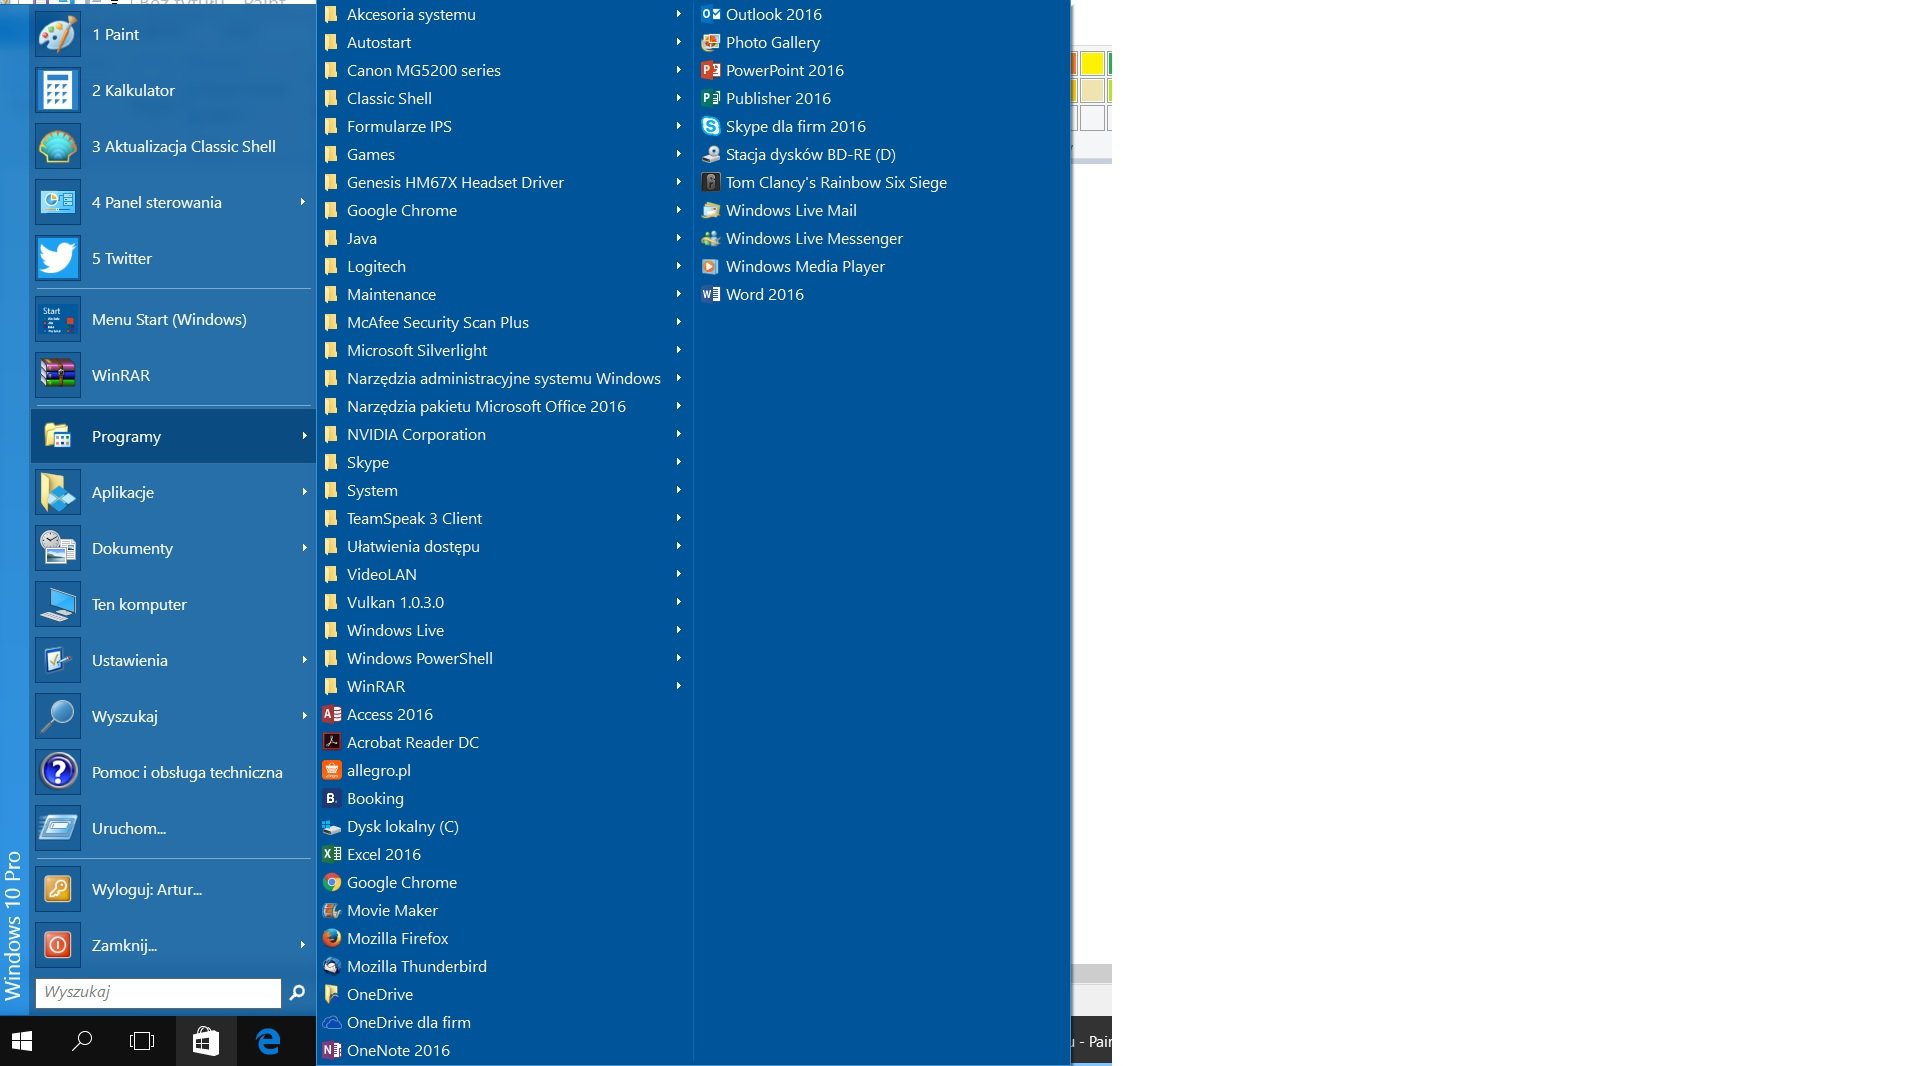 1 Paint
2 Kalkulator
3 Aktualizacja Classic Shell
4 Panel sterowania
5 Twitter
Menu Start (Windows)
WinRAR
Programy
Aplikacje
Dokumenty
Ten komputer
Ustawienia
Wyszukaj
Pomoc i obsługa techniczna
Uruchom...
Wyloguj: Artur...
Zamknij...
Wyszukaj
Windows 10 Pro
Akcesoria systemu
Autostart
Canon MG5200 series
Classic Shell
Formularze IPS
Games
Genesis HM67X Headset Driver
Google Chrome
Java
Logitech
Maintenance
McAfee Security Scan Plus
Microsoft Silverlight
Narzędzia administracyjne systemu Windows
Narzędzia pakietu Microsoft Office 2016
NVIDIA Corporation
Skype
System
TeamSpeak 3 Client
Ułatwienia dostępu
VideoLAN
Vulkan 1.0.3.0
Windows Live
Windows PowerShell
WinRAR
Access 2016
Acrobat Reader DC
allegro.pl
Booking
Dysk lokalny (C)
Excel 2016
Google Chrome
Movie Maker
Mozilla Firefox
Mozilla Thunderbird
OneDrive
OneDrive dla firm
OneNote 2016
Outlook 2016
Photo Gallery
PowerPoint 2016
Publisher 2016
Skype dla firm 2016
Stacja dysków BD-RE (D)
Tom Clancy's Rainbow Six Siege
Windows Live Mail
Windows Live Messenger
Windows Media Player
Word 2016